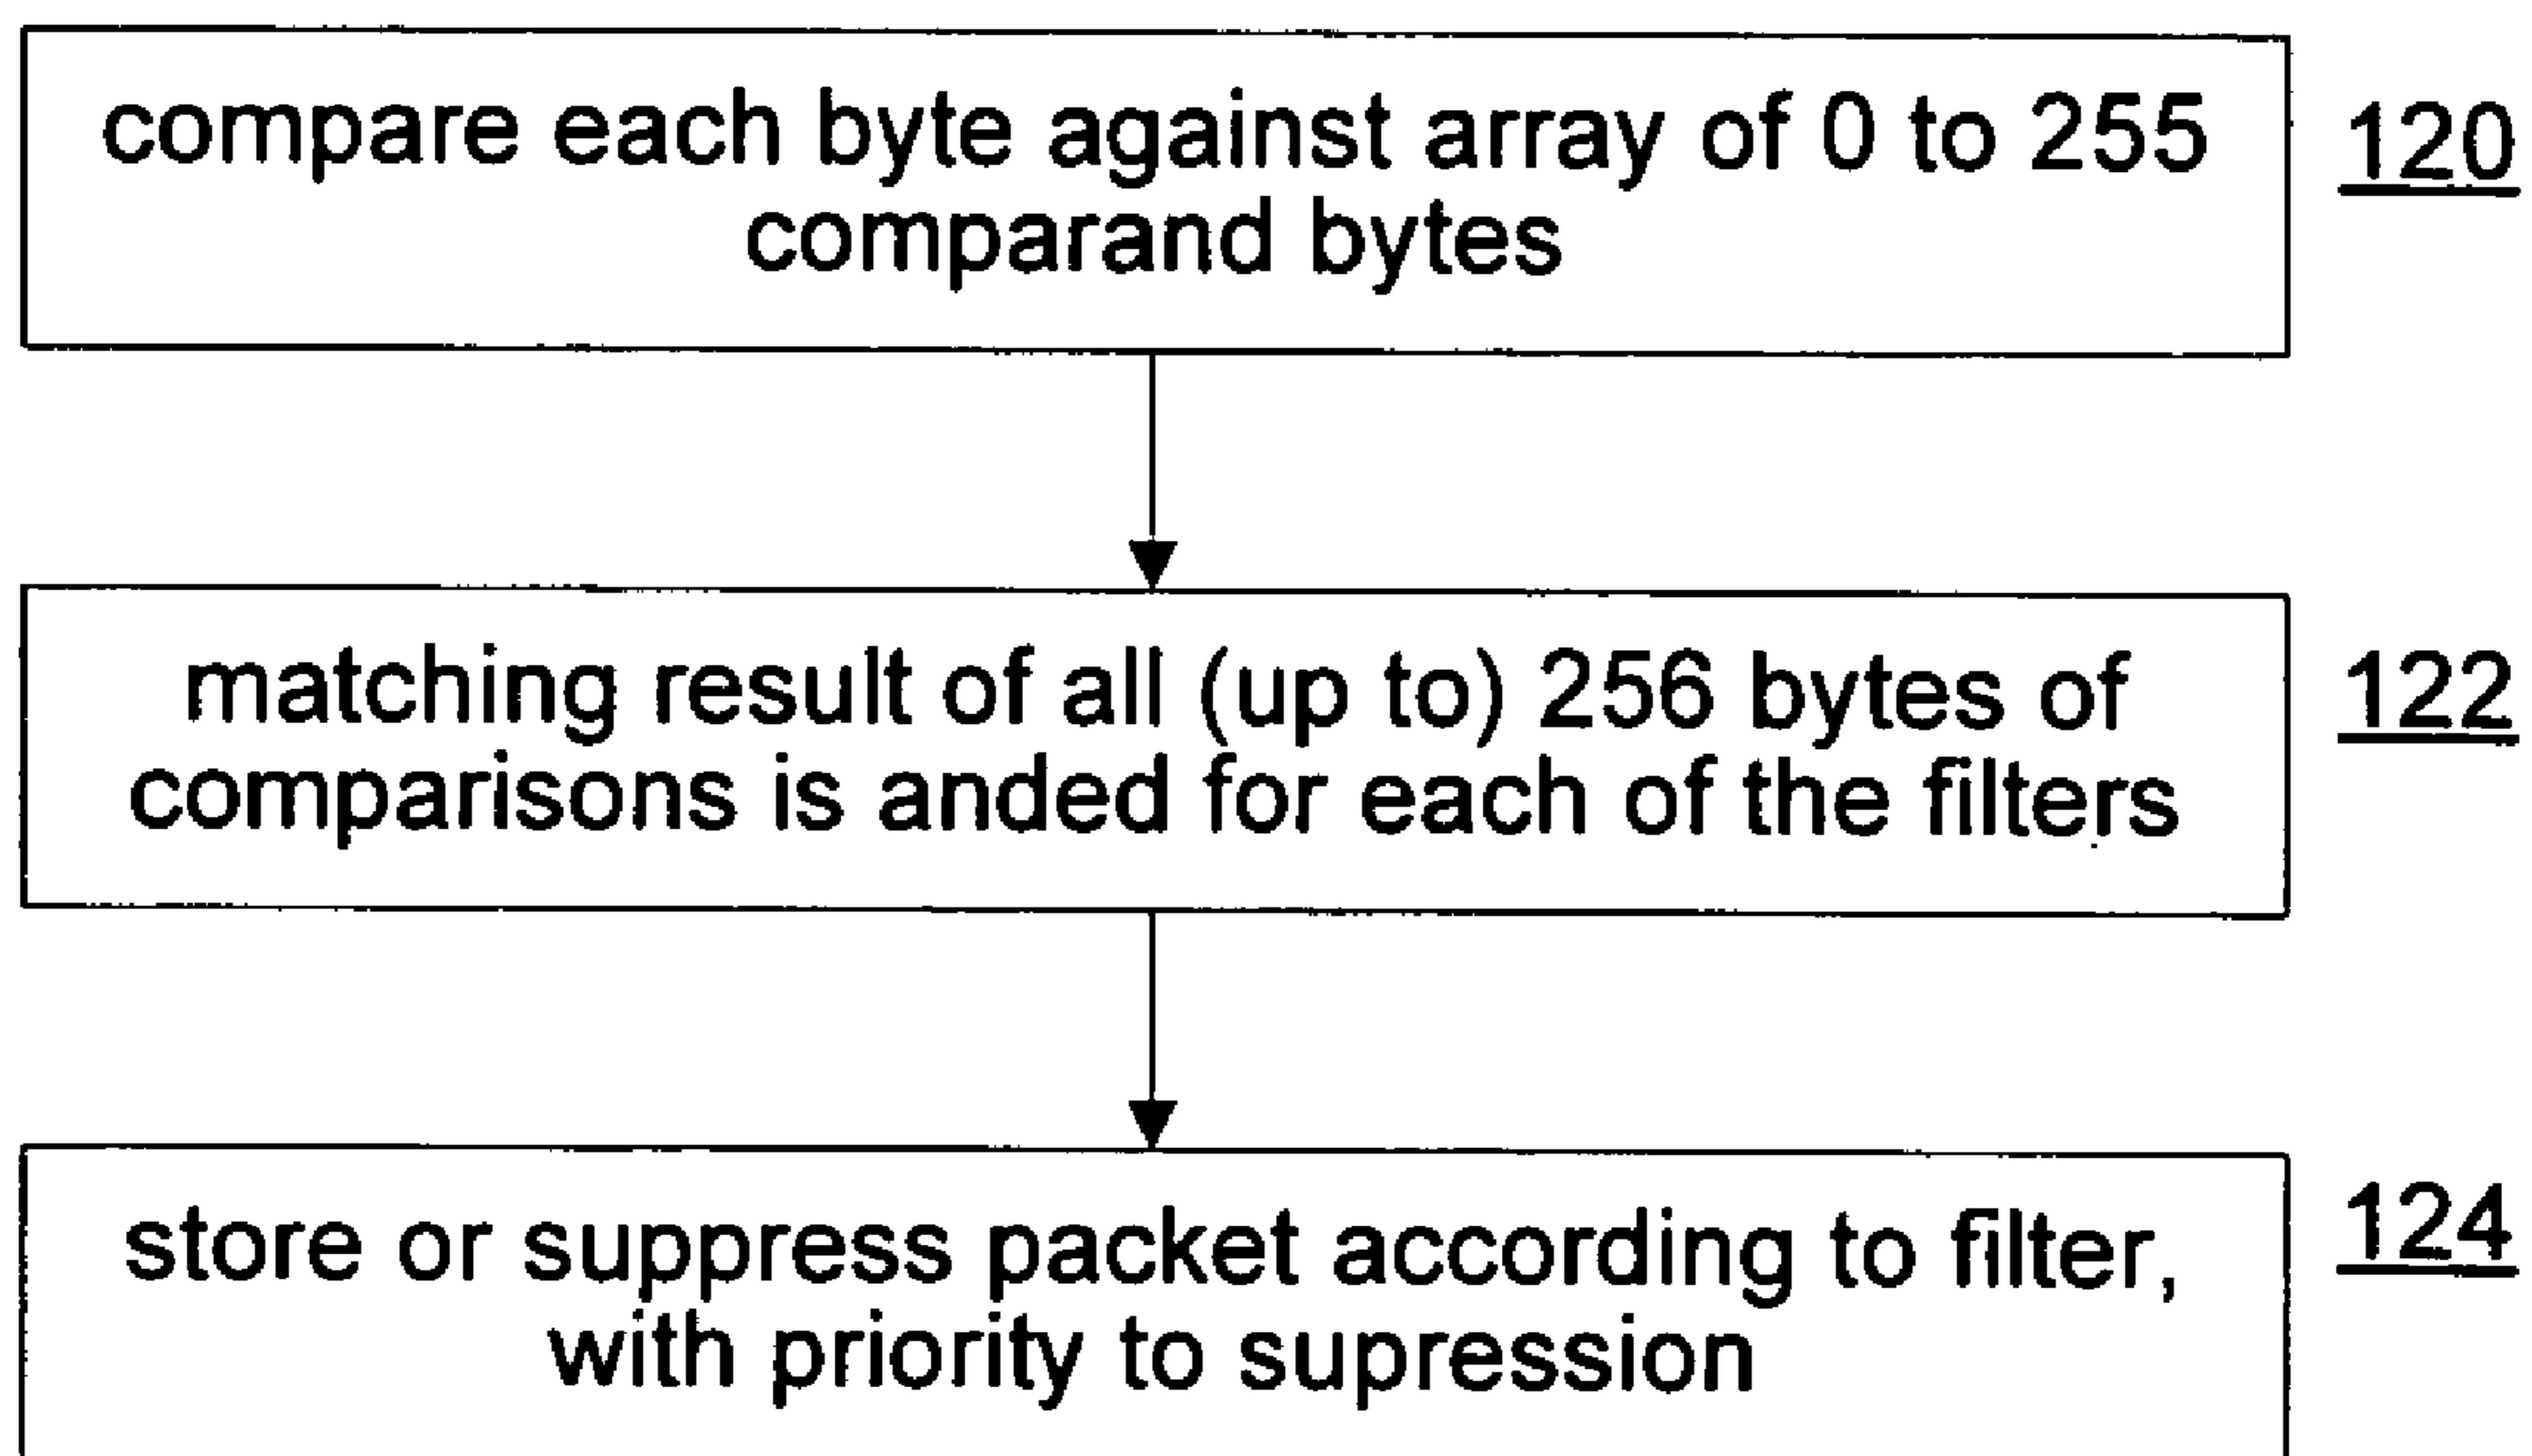 compare each byte against array of 0 to 255
comparand bytes
120
matching result of all (up to) 256 bytes of
comparisons is anded for each of the filters
122
store or suppress packet according to filter,
with priority to supression
124